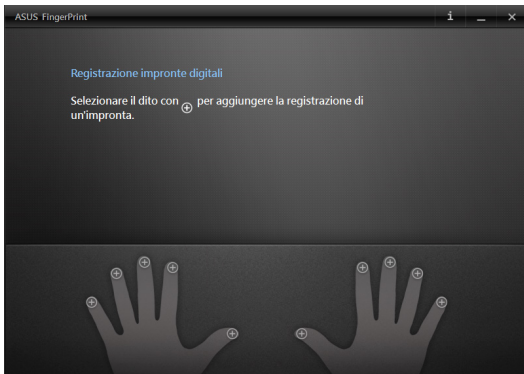 ASUS FingerPrint
Registrazione impronte digitali
Selezionare il dito con per aggiungere la registrazione di
un'impronta.